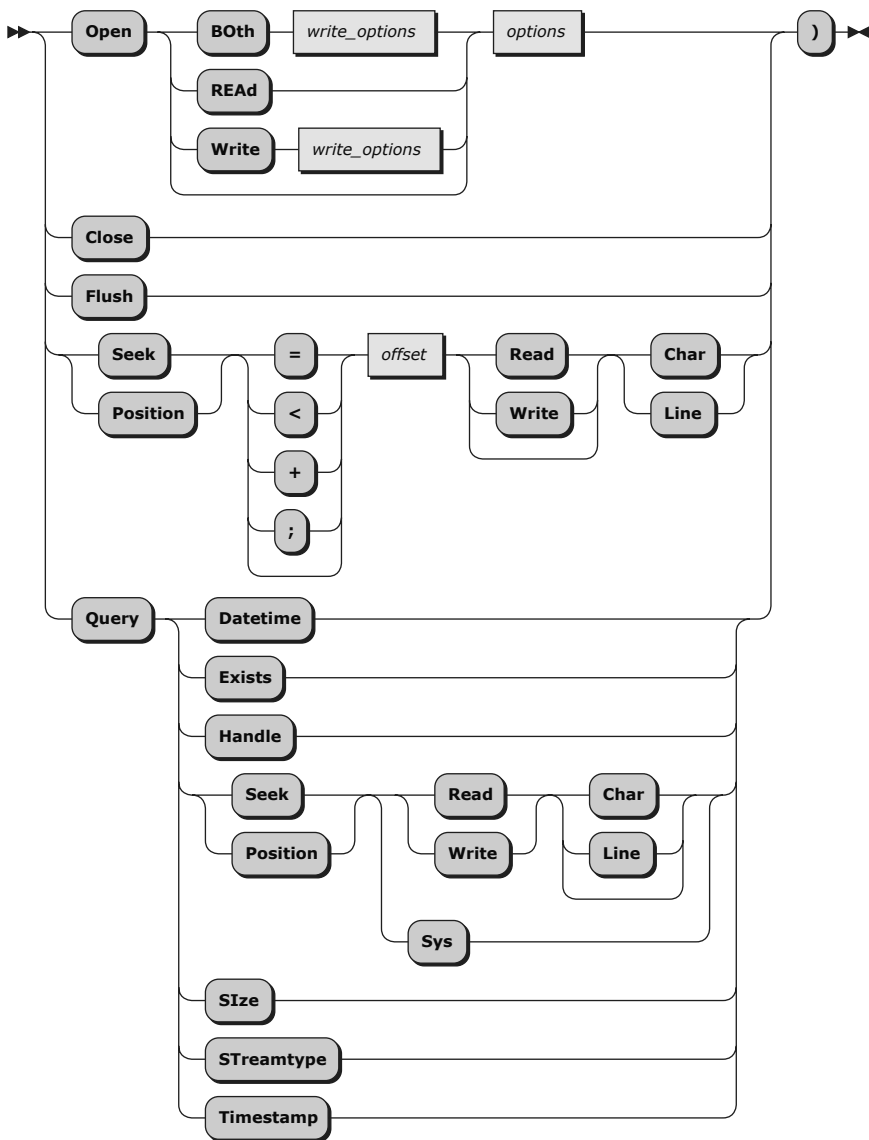 Open BOth write_options options )
REAd
Write write_options
Close
Flush
Seek = offset Read Char
Position < Write Line
+
;
Query Datetime
Exists
Handle
Seek Read Char
Position Write Line
Sys
SIze
STreamtype
Timestamp